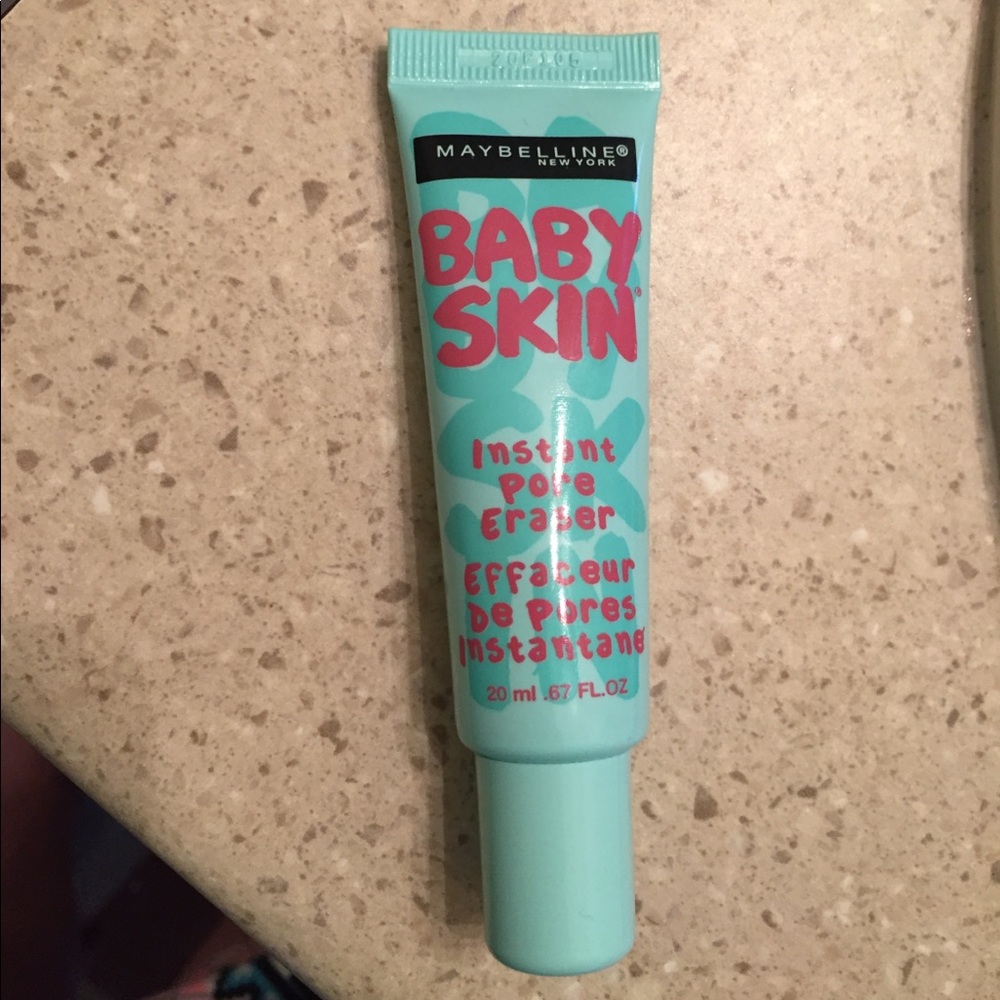 MAYBELLINE®
NEW YORK
BABY
SKIN®
Instant
Pore
Eraser
Effaceur
De Pores
Instantané
20 ml .67 FL.OZ